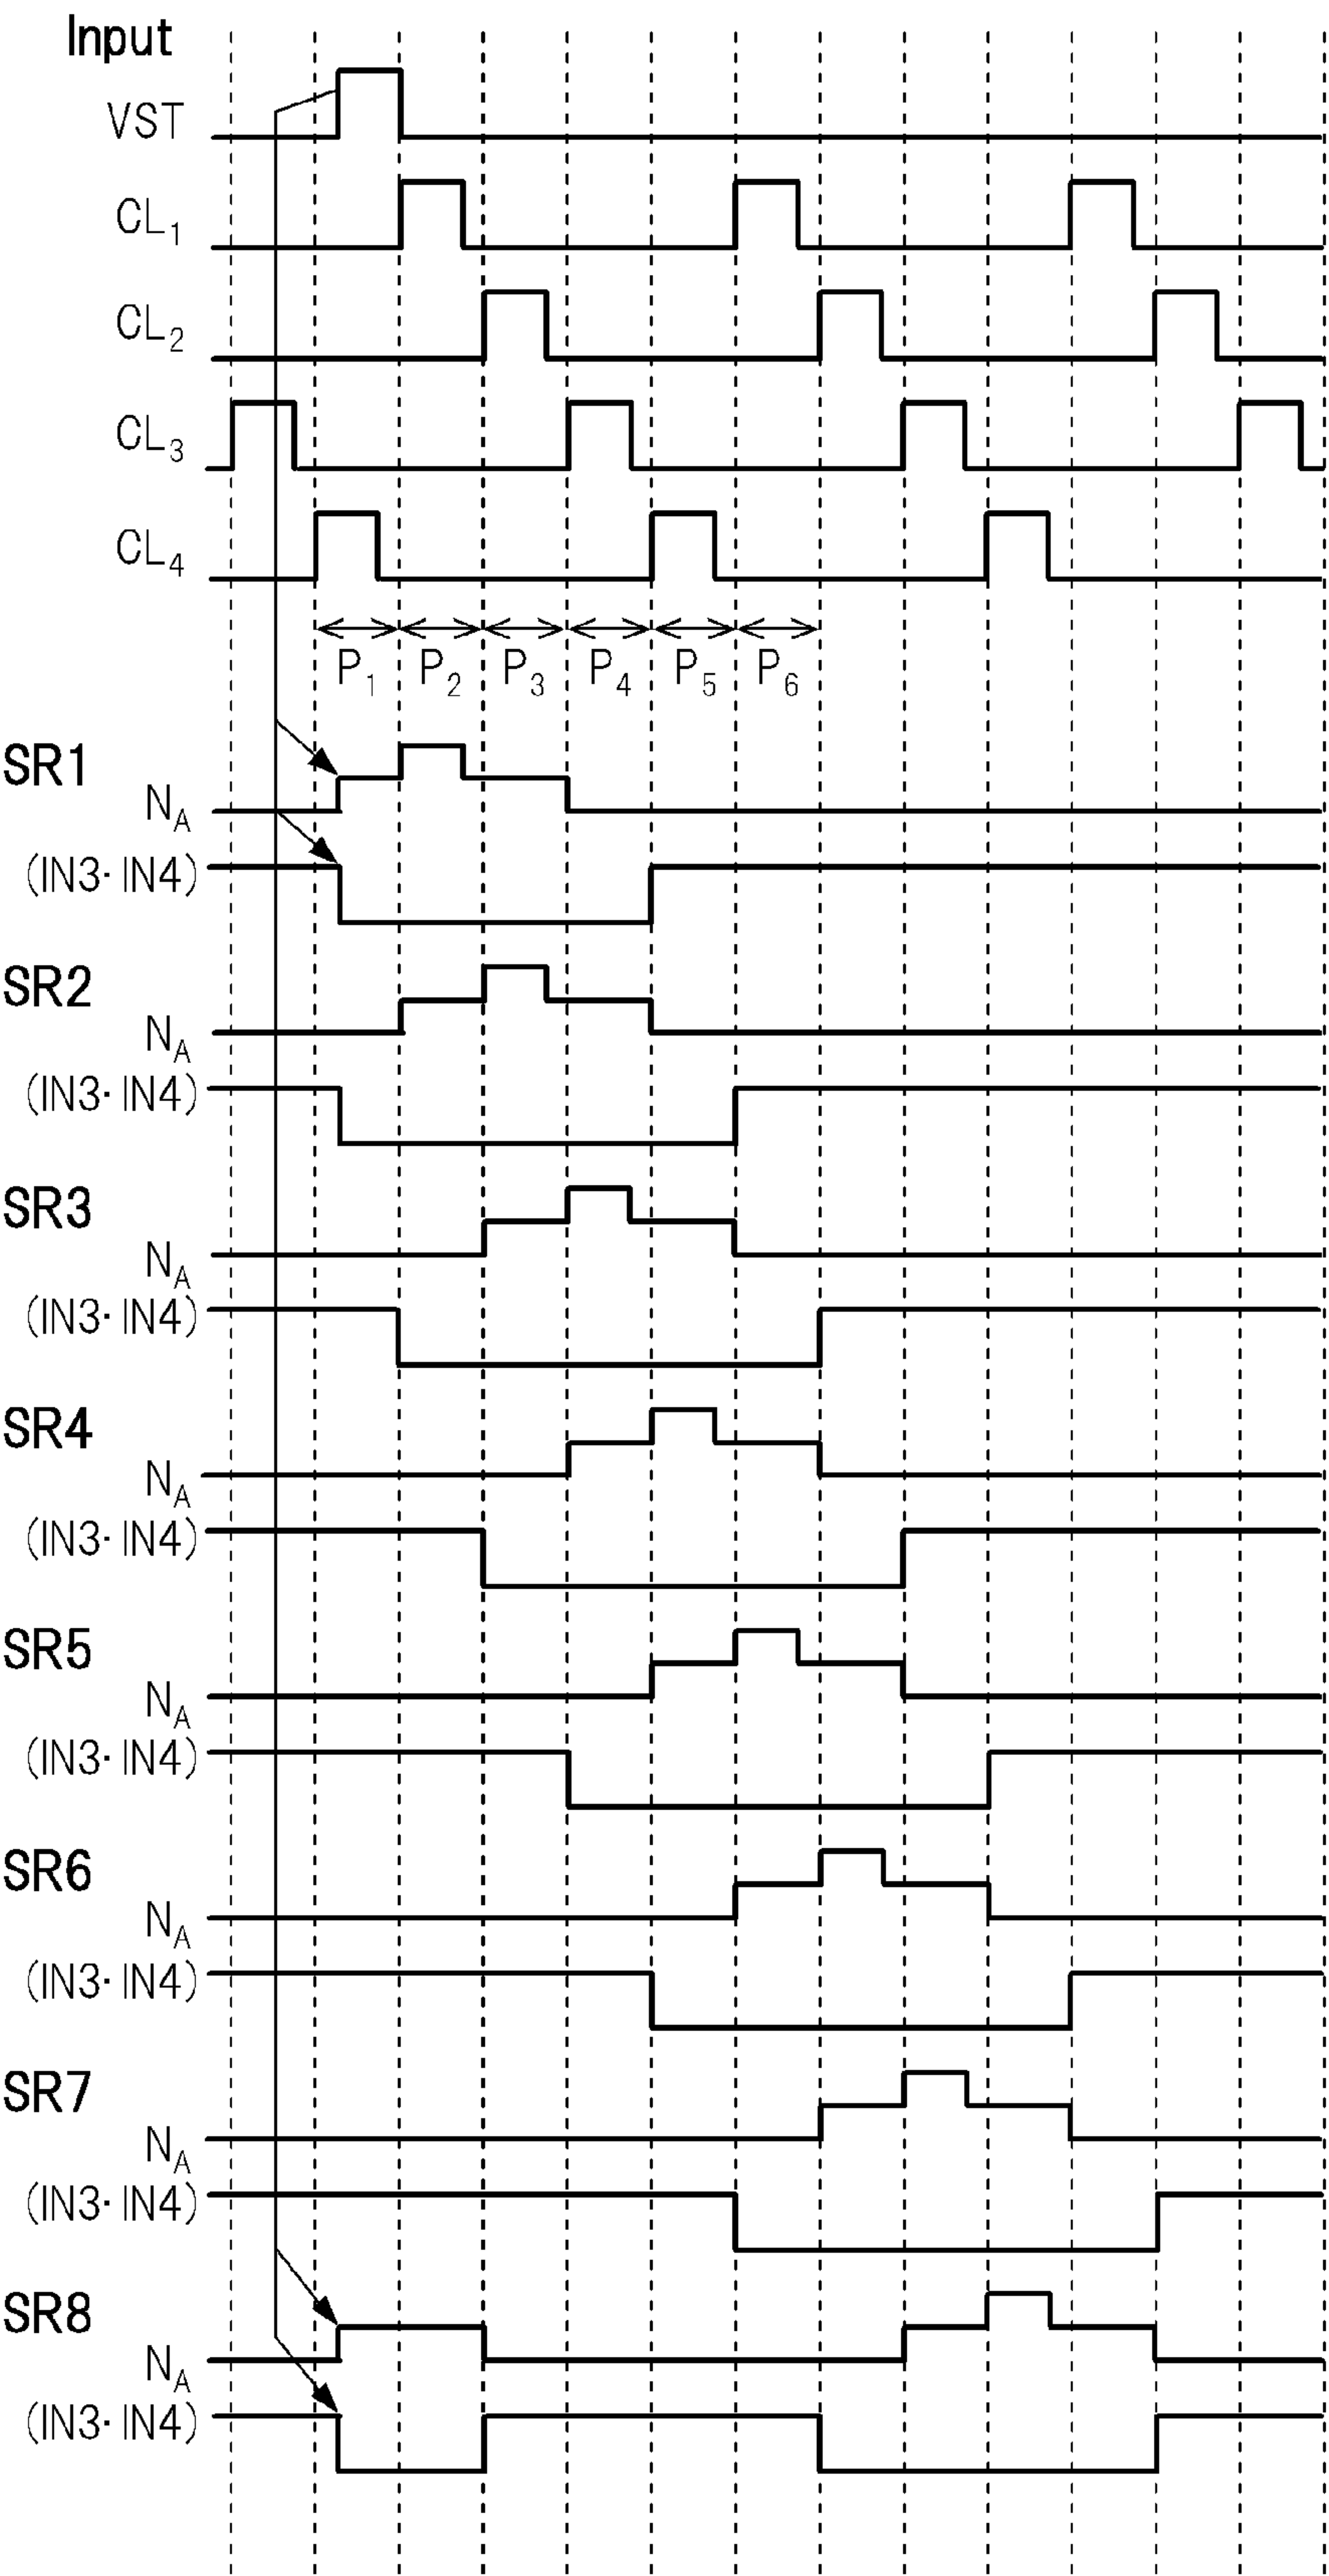 Input
VST
CL1
CL2
CL3
CL4
P1 P2 P3 P4 P5 P6
SR1
NA
(IN3· IN4)
SR2
NA
(IN3· IN4)
SR3
NA
(IN3· IN4)
SR4
NA
(IN3· IN4)
SR5
NA
(IN3· IN4)
SR6
NA
(IN3· IN4)
SR7
NA
(IN3· IN4)
SR8
NA
(IN3· IN4)